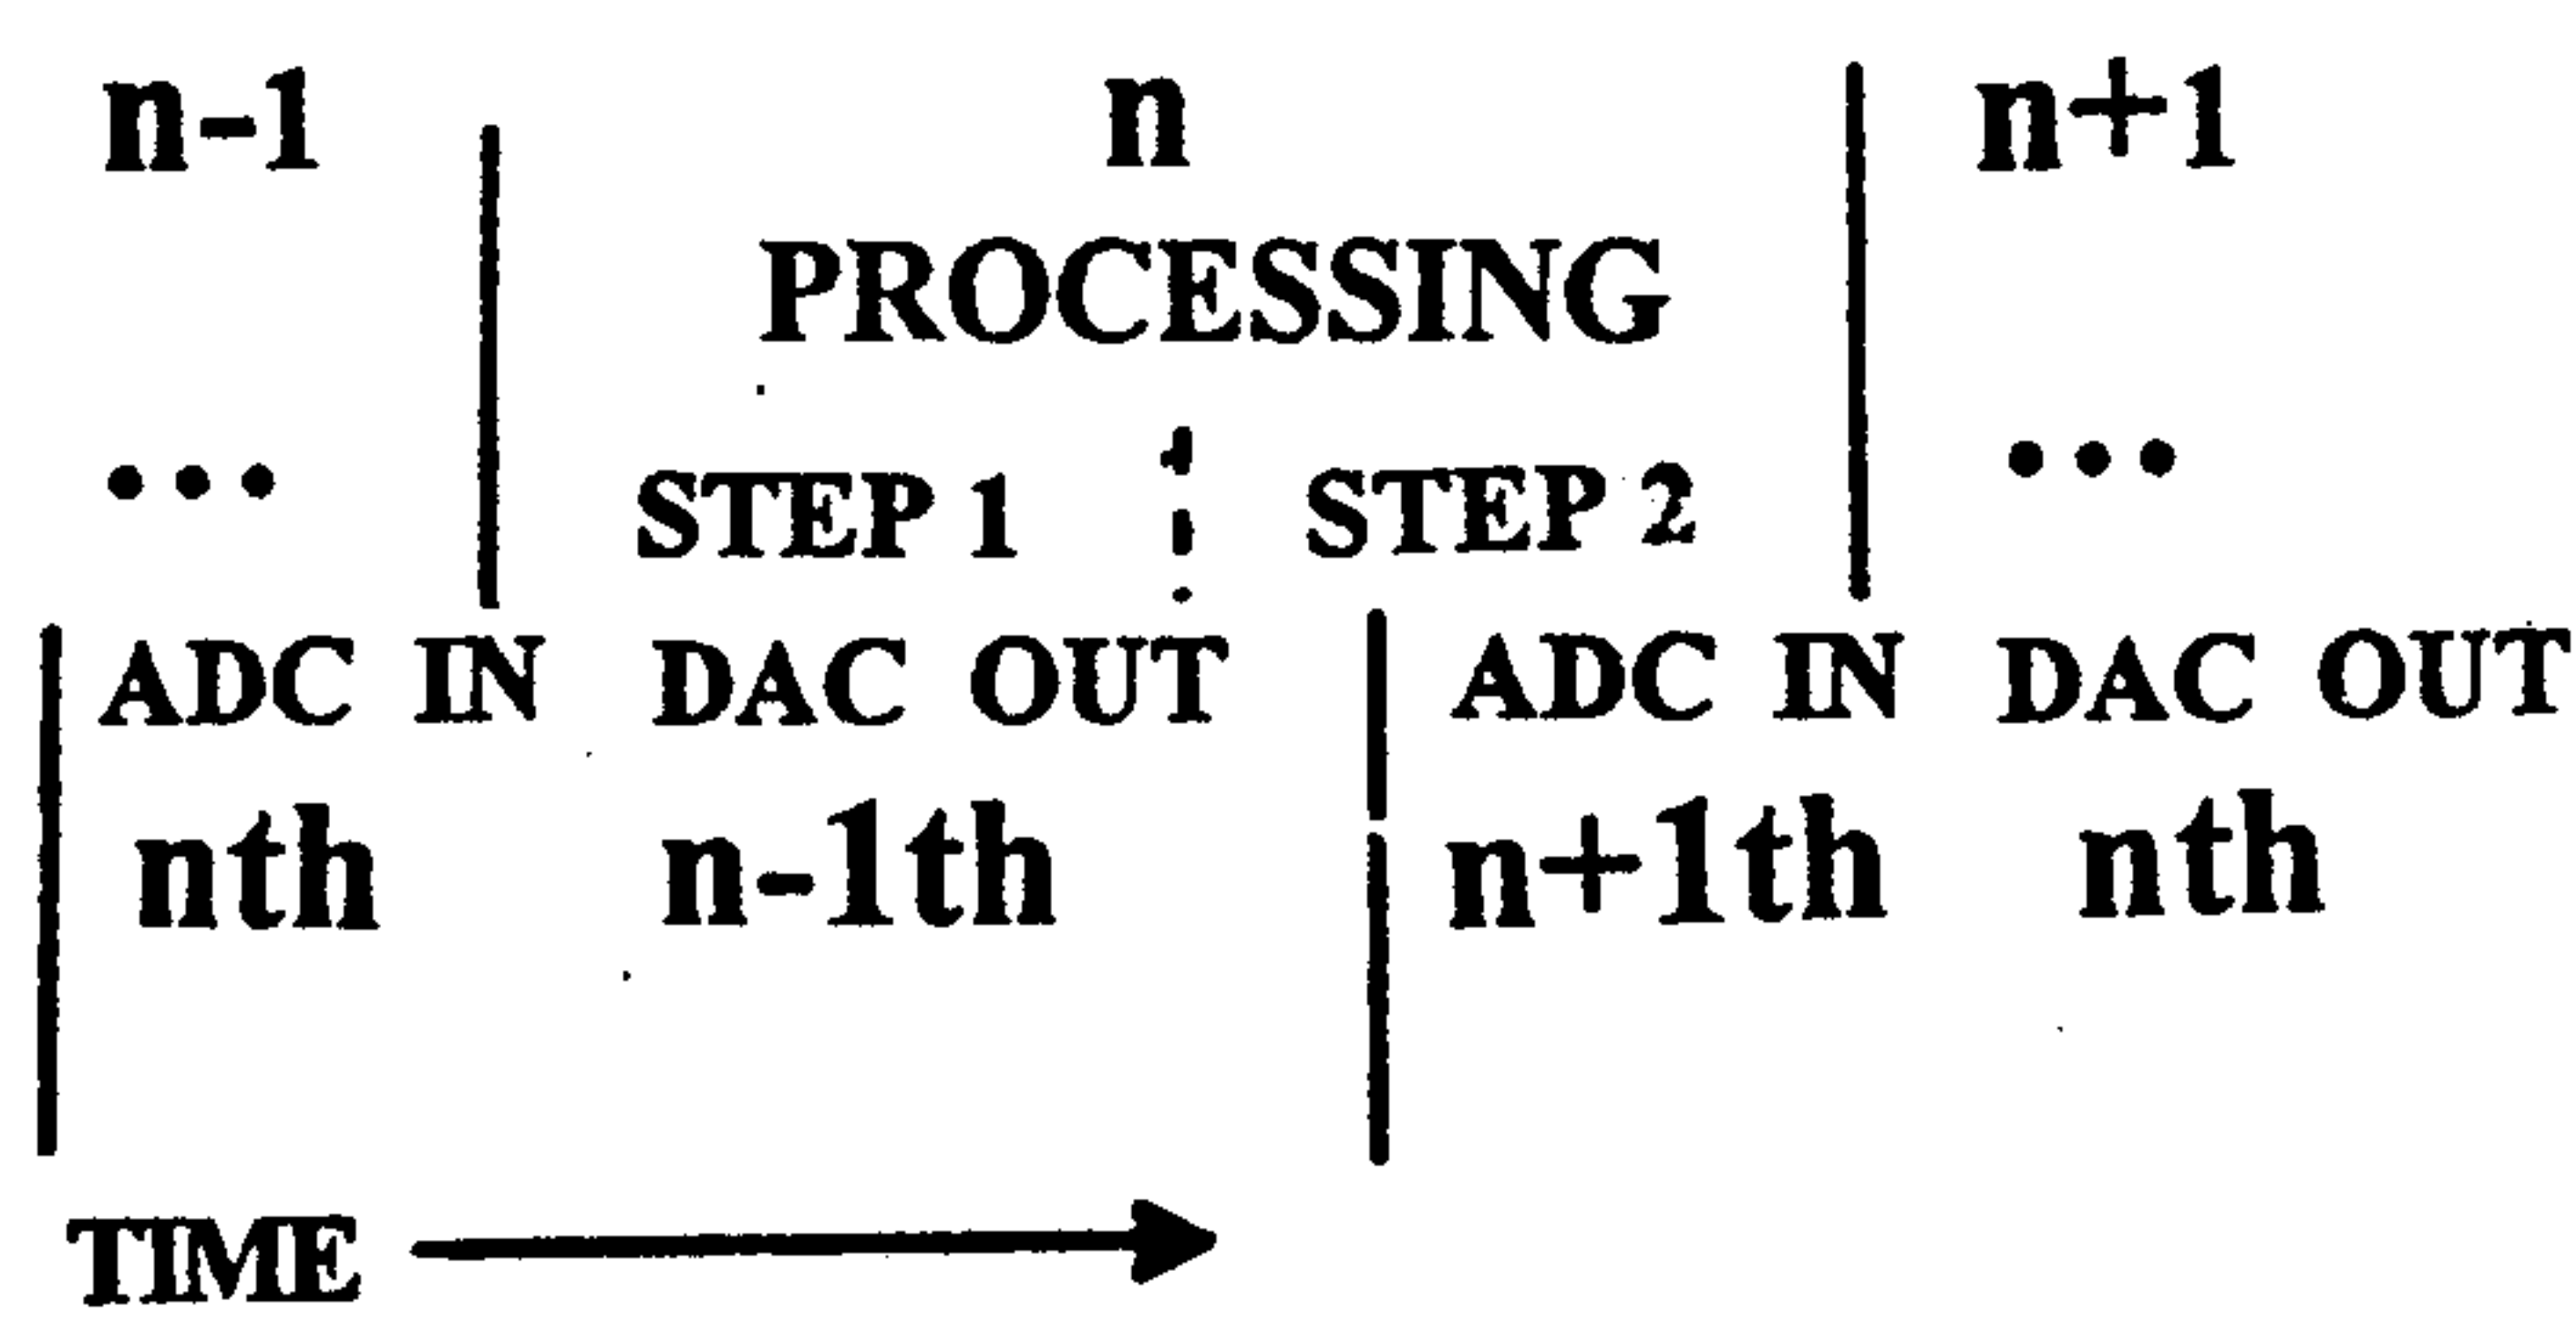 n-1 n n+1
PROCESSING
... STEP 1 STEP 2 ...
ADC IN DAC OUT ADC IN DAC OUT
nth n-1th n+1th nth
TIME